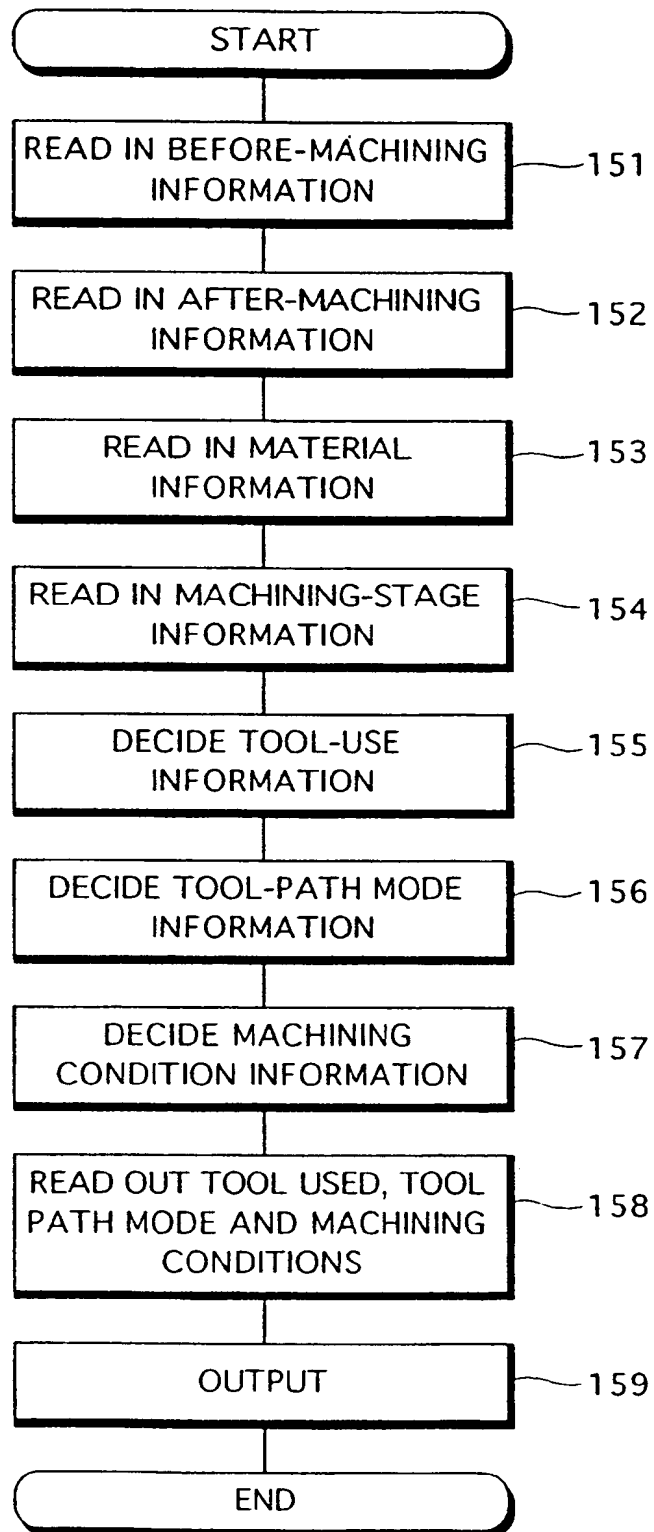 START
READ IN BEFORE-MACHINING
INFORMATION
151
READ IN AFTER-MACHINING
INFORMATION
152
READ IN MATERIAL
INFORMATION
153
READ IN MACHINING-STAGE
INFORMATION
154
DECIDE TOOL-USE
INFORMATION
155
DECIDE TOOL-PATH MODE
INFORMATION
156
DECIDE MACHINING
CONDITION INFORMATION
157
READ OUT TOOL USED, TOOL
PATH MODE AND MACHINING
CONDITIONS
158
OUTPUT
159
END